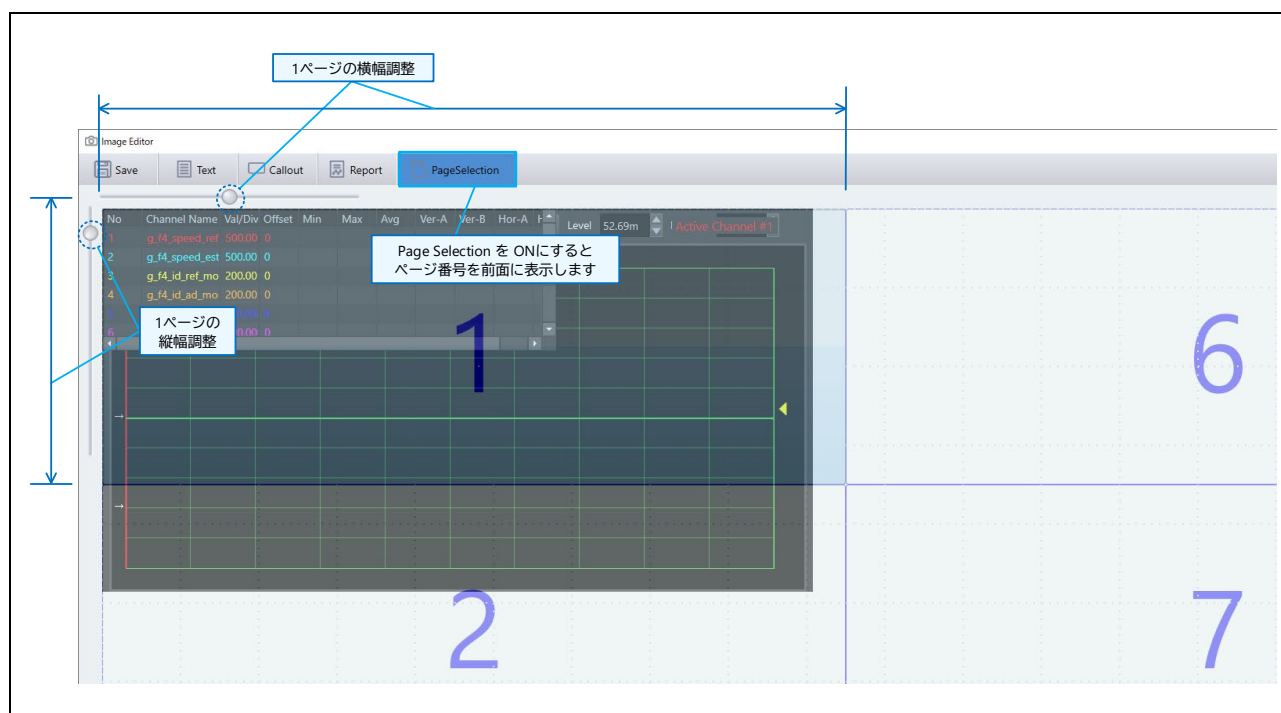 1ページの横幅調整
Image Editor
Save Text Callout Report PageSelection
No Channel Name Val/Div Offset Min Max Avg Ver-A Ver-B Hor-A
Level 52.69m Active Channel #1
1 g_f4_speed_ref 500.00 0
2 g_f4_speed_est 500.00 0
3 g_f4_id_ref_mo 200.00 0
4 g_f4_id_ad_mo 200.00 0
5
6
Page Selection を ONにすると
ページ番号を前面に表示します
1ページの
縦幅調整
1
6
2
7